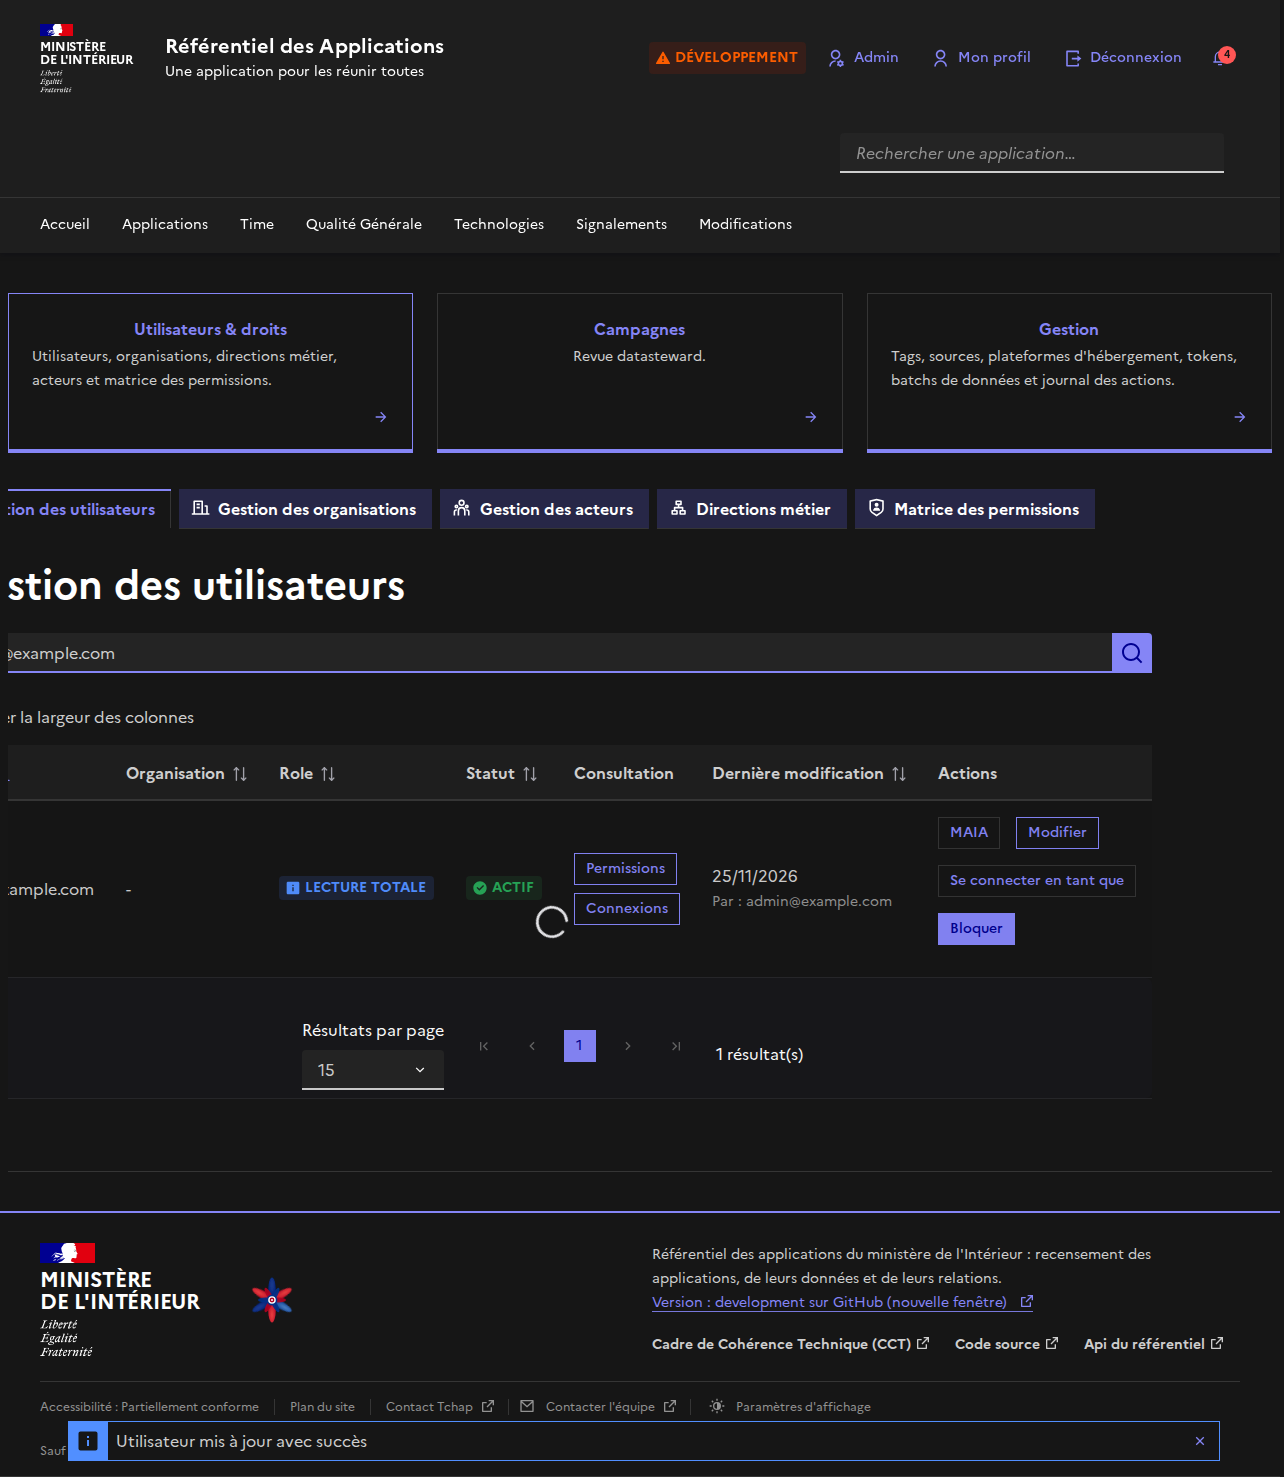 MINISTÈRE
DE L'INTÉRIEUR
Liberté
Égalité
Fraternité
Référentiel des Applications
Une application pour les réunir toutes
DÉVELOPPEMENT
Admin
Mon profil
Déconnexion
4
Rechercher une application...
Accueil
Applications
Time
Qualité Générale
Technologies
Signalements
Modifications
Utilisateurs & droits
Utilisateurs, organisations, directions métier,
acteurs et matrice des permissions.
Campagnes
Revue datasteward.
Gestion
Tags, sources, plateformes d'hébergement, tokens,
batchs de données et journal des actions.
tion des utilisateurs
Gestion des organisations
Gestion des acteurs
Directions métier
Matrice des permissions
stion des utilisateurs
@example.com
er la largeur des colonnes
Organisation
Role
Statut
Consultation
Dernière modification
Actions
xample.com
-
LECTURE TOTALE
ACTIF
Permissions
Connexions
25/11/2026
Par : admin@example.com
MAIA
Modifier
Se connecter en tant que
Bloquer
Résultats par page
15
1
1 résultat(s)
MINISTÈRE
DE L'INTÉRIEUR
Liberté
Égalité
Fraternité
Référentiel des applications du ministère de l'Intérieur : recensement des
applications, de leurs données et de leurs relations.
Version : development sur GitHub (nouvelle fenêtre)
Cadre de Cohérence Technique (CCT)
Code source
Api du référentiel
Accessibilité : Partiellement conforme
Plan du site
Contact Tchap
Contacter l'équipe
Paramètres d'affichage
Sauf
Utilisateur mis à jour avec succès